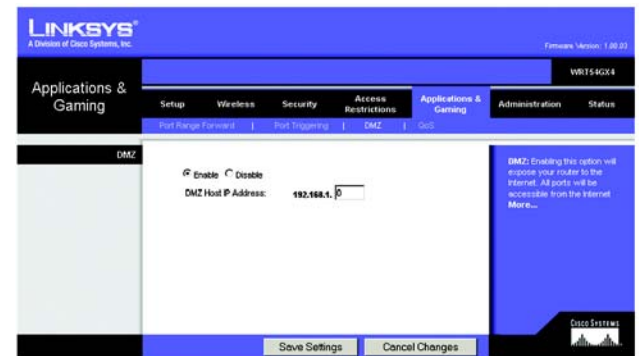 LINKSYS®
A Division of Cisco Systems, Inc.
Firmware Version: 1.00.03
WRT54GX4
Applications & Gaming
Setup Wireless Security Access Restrictions Applications & Gaming Administration Status
Port Range Forward | Port Triggering | DMZ | QoS
DMZ
Enable Disable
DMZ Host IP Address: 192.168.1. 0
DMZ: Enabling this option will
expose your router to the
Internet. All ports will be
accessible from the Internet
More...
CISCO SYSTEMS
Save Settings Cancel Changes